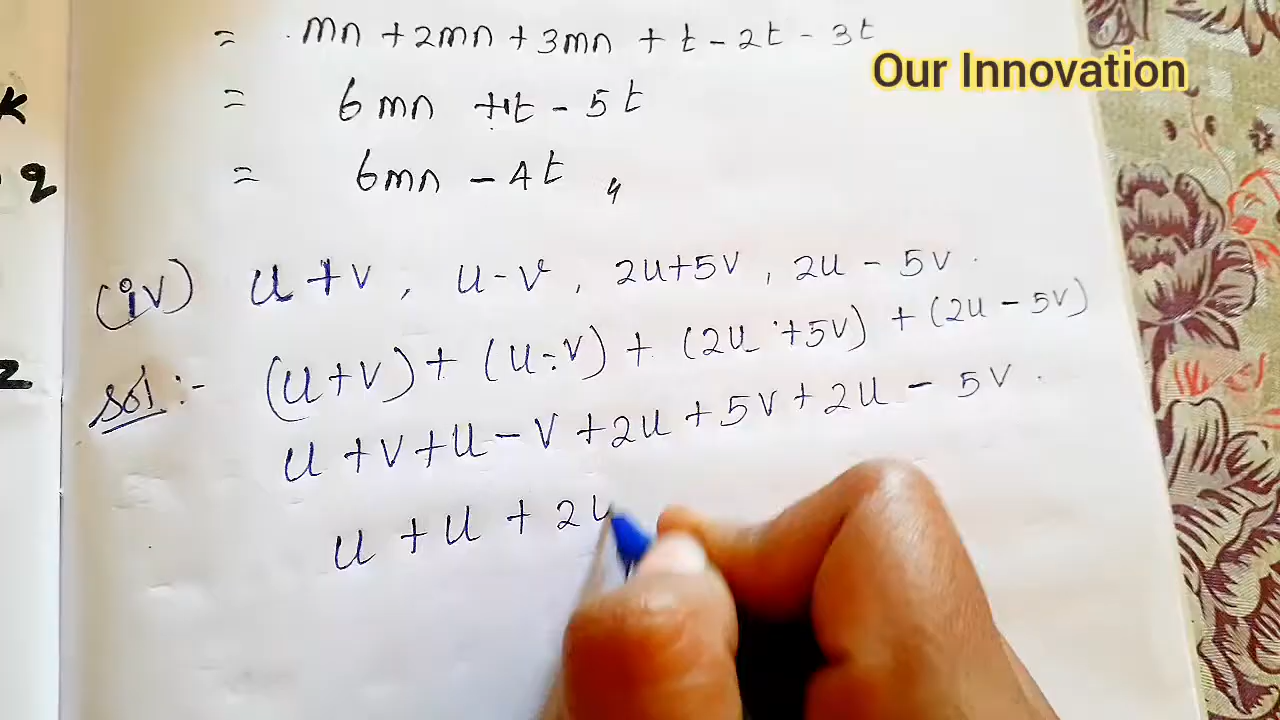 = mn + 2mn + 3mn + t - 2t - 3t
Our Innovation
= 6mn + t - 5t
= 6mn - 4t
(iv) u + v, u - v, 2u + 5v, 2u - 5v.
Sol :- (u + v) + (u - v) + (2u + 5v) + (2u - 5v)
u + v + u - v + 2u + 5v + 2u - 5v.
u + u + 2u
K
2
z